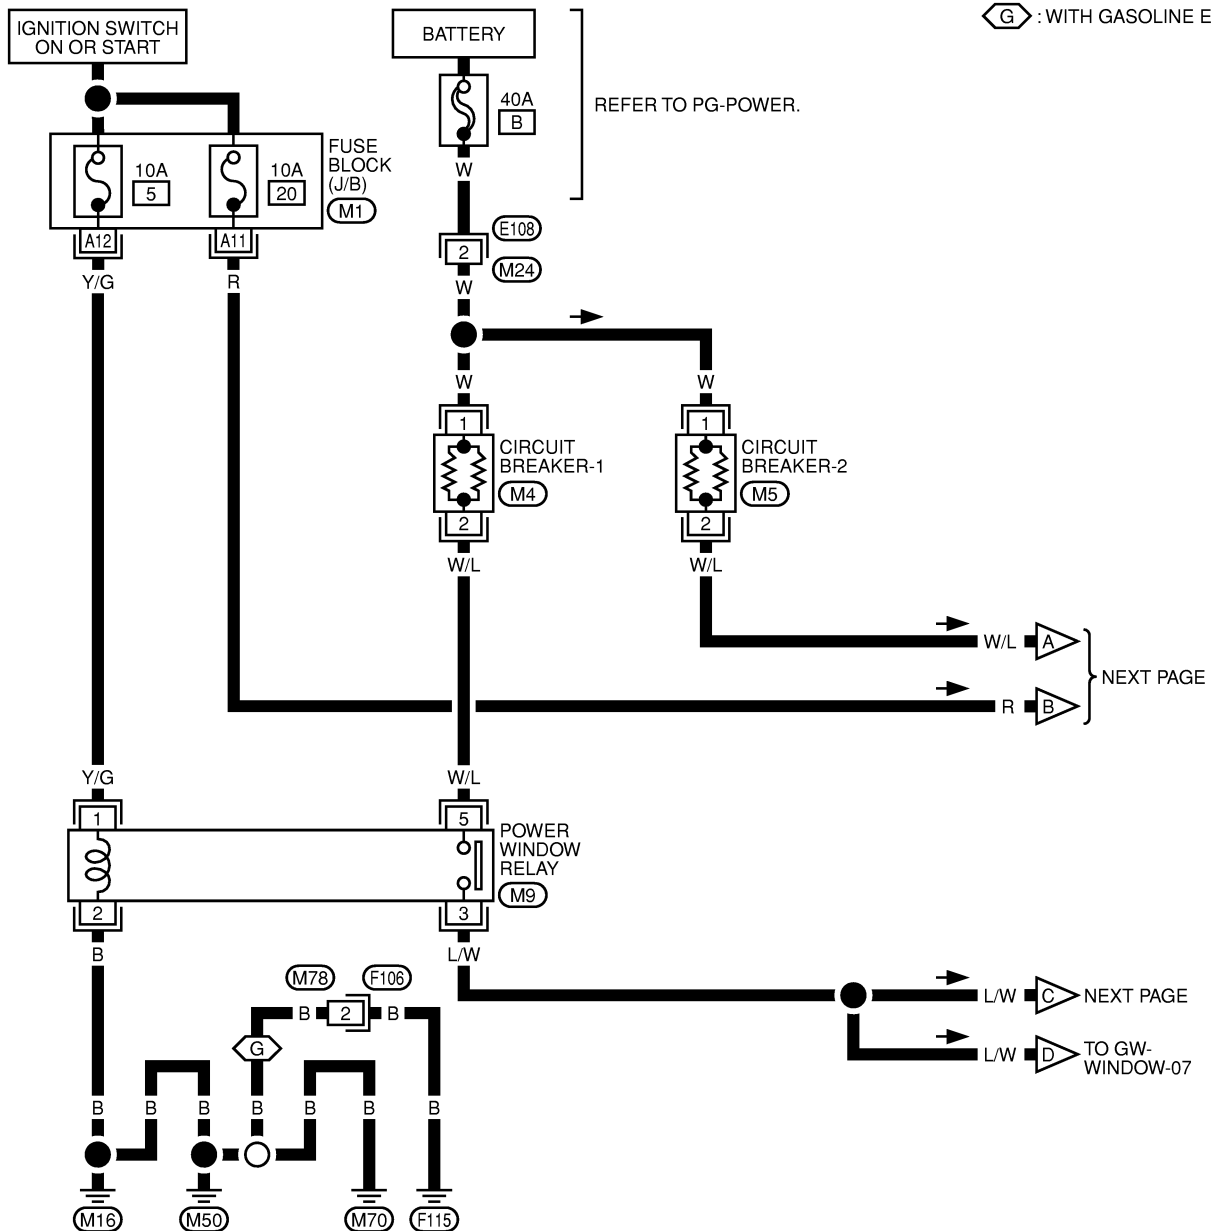 IGNITION SWITCH
ON OR START
BATTERY
G : WITH GASOLINE E
40A
B
REFER TO PG-POWER.
10A
5
10A
20
FUSE
BLOCK
(J/B)
M1
W
A12
A11
E108
2
M24
Y/G
R
W
W
W
1
1
CIRCUIT
BREAKER-1
M4
CIRCUIT
BREAKER-2
M5
2
2
W/L
W/L
W/L
A
NEXT PAGE
R
B
Y/G
W/L
1
5
POWER
WINDOW
RELAY
M9
2
3
B
L/W
M78
F106
L/W
C
NEXT PAGE
B
2
B
G
L/W
D
TO GW-
WINDOW-07
B
B
B
B
B
B
B
M16
M50
M70
F115